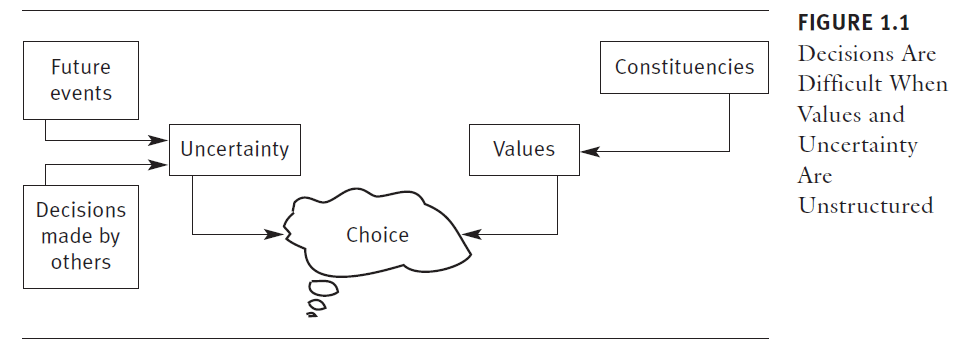 FIGURE 1.1
Decisions Are
Difficult When
Values and
Uncertainty
Are
Unstructured
Future
events
Constituencies
Uncertainty
Values
Decisions
made by
others
Choice